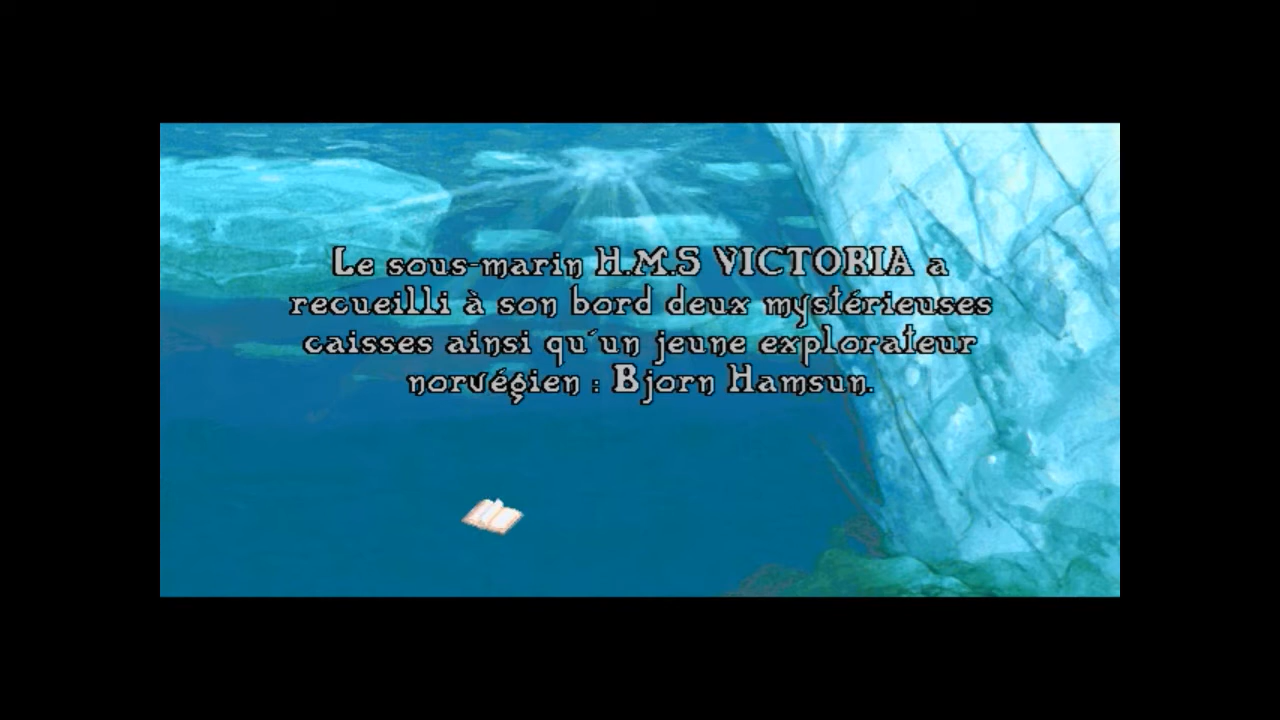 Le sous-marin H.M.S VICTORIA a
recueilli à son bord deux mystérieuses
caisses ainsi qu'un jeune explorateur
norvégien : Bjorn Hamsun.